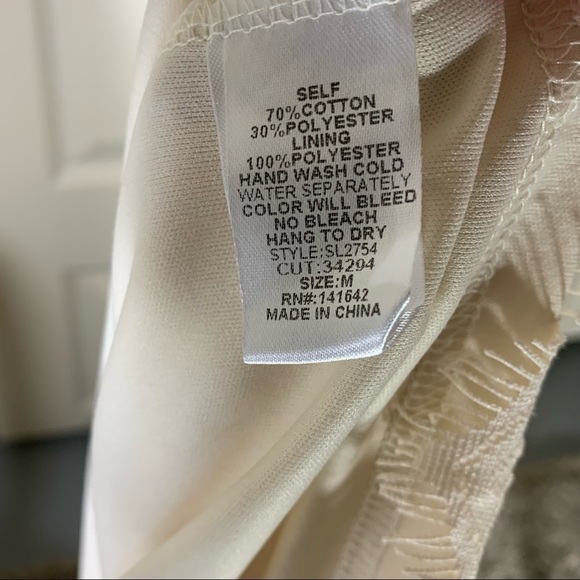 SELF
70%COTTON
30%POLYESTER
LINING
100%POLYESTER
HAND WASH COLD
WATER SEPARATELY
COLOR WILL BLEED
NO BLEACH
HANG TO DRY
STYLE:SL2754
CUT:34294
SIZE:M
RN#:141642
MADE IN CHINA